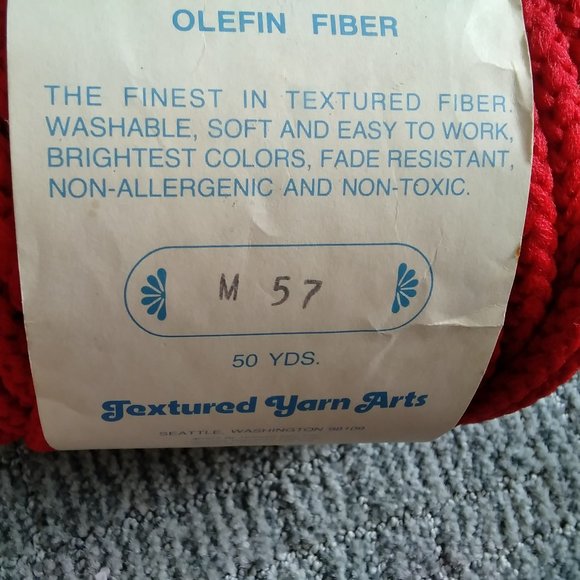 OLEFIN FIBER
THE FINEST IN TEXTURED FIBER.
WASHABLE, SOFT AND EASY TO WORK,
BRIGHTEST COLORS, FADE RESISTANT,
NON-ALLERGENIC AND NON-TOXIC.
M 57
50 YDS.
Textured Yarn Arts
SEATTLE, WASHINGTON 98109